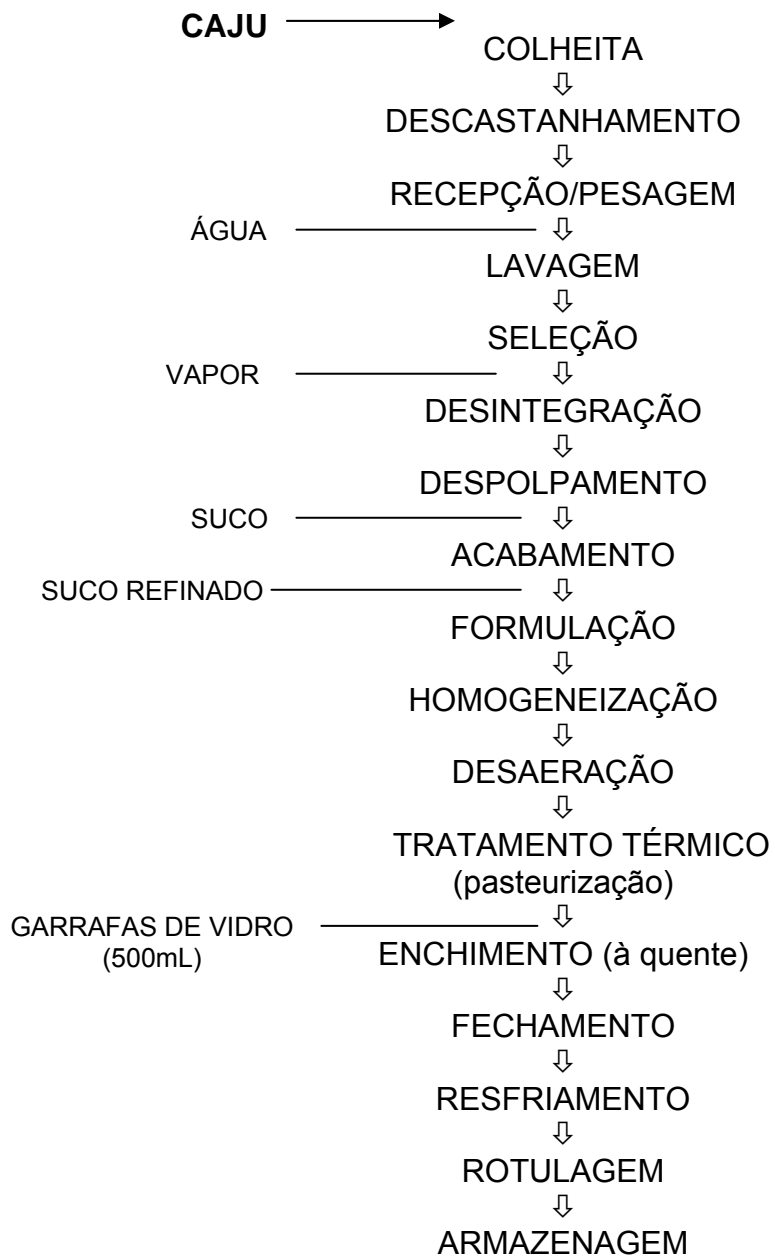 CAJU
COLHEITA
DESCASTANHAMENTO
RECEPÇÃO/PESAGEM
ÁGUA
LAVAGEM
SELEÇÃO
VAPOR
DESINTEGRAÇÃO
DESPOLPAMENTO
SUCO
ACABAMENTO
SUCO REFINADO
FORMULAÇÃO
HOMOGENEIZAÇÃO
DESAERAÇÃO
TRATAMENTO TÉRMICO
(pasteurização)
GARRAFAS DE VIDRO
(500mL)
ENCHIMENTO (à quente)
FECHAMENTO
RESFRIAMENTO
ROTULAGEM
ARMAZENAGEM